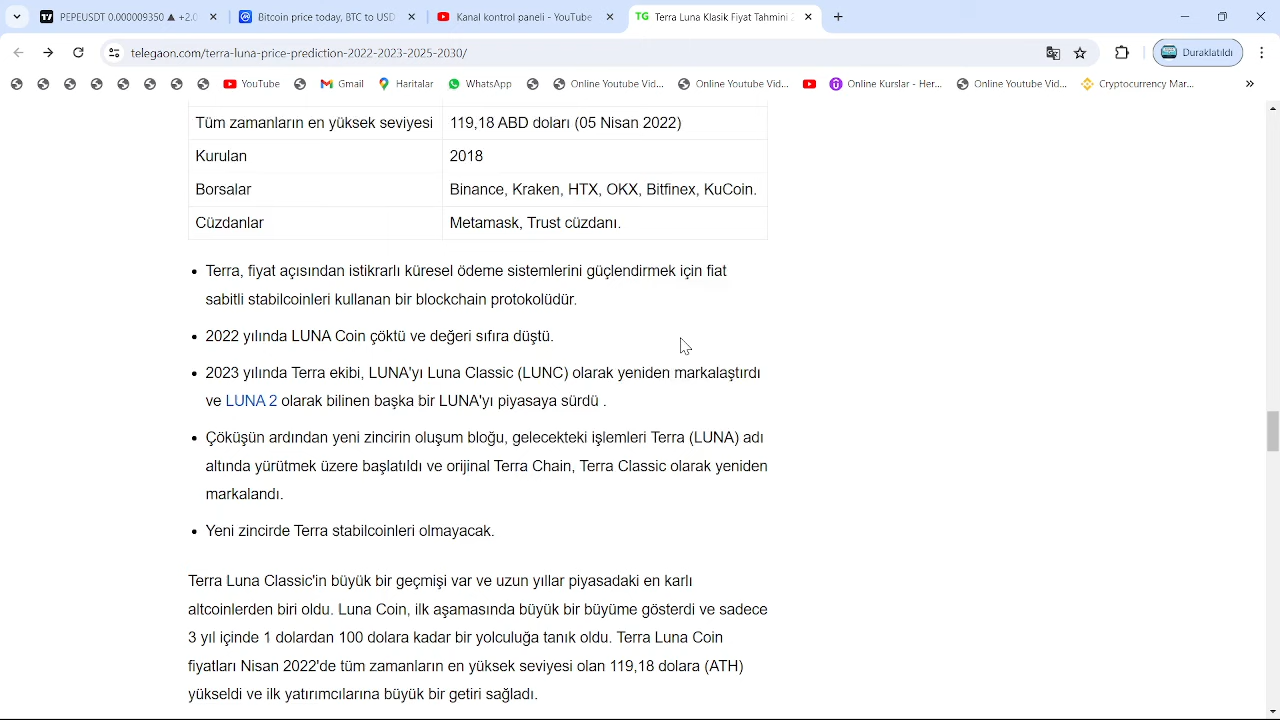 PEPEUSDT 0.000009350 ▲ +2.0
Bitcoin price today, BTC to USD
Kanal kontrol paneli - YouTube
TG Terra Luna Klasik Fiyat Tahmini 2
telegaon.com/terra-luna-price-prediction-2022-2023-2025-2030/
Duraklatıldı
YouTube
Gmail
Haritalar
WhatsApp
Online Youtube Vid...
Online Youtube Vid...
Online Kurslar - Her...
Online Youtube Vid...
Cryptocurrency Mar...
Tüm zamanların en yüksek seviyesi 119,18 ABD doları (05 Nisan 2022)
Kurulan 2018
Borsalar Binance, Kraken, HTX, OKX, Bitfinex, KuCoin.
Cüzdanlar Metamask, Trust cüzdanı.
• Terra, fiyat açısından istikrarlı küresel ödeme sistemlerini güçlendirmek için fiat
sabitli stabilcoinleri kullanan bir blockchain protokolüdür.
• 2022 yılında LUNA Coin çöktü ve değeri sıfıra düştü.
• 2023 yılında Terra ekibi, LUNA'yı Luna Classic (LUNC) olarak yeniden markalaştırdı
ve LUNA 2 olarak bilinen başka bir LUNA'yı piyasaya sürdü .
• Çöküşün ardından yeni zincirin oluşum bloğu, gelecekteki işlemleri Terra (LUNA) adı
altında yürütmek üzere başlatıldı ve orijinal Terra Chain, Terra Classic olarak yeniden
markalandı.
• Yeni zincirde Terra stabilcoinleri olmayacak.
Terra Luna Classic'in büyük bir geçmişi var ve uzun yıllar piyasadaki en karlı
altcoinlerden biri oldu. Luna Coin, ilk aşamasında büyük bir büyüme gösterdi ve sadece
3 yıl içinde 1 dolardan 100 dolara kadar bir yolculuğa tanık oldu. Terra Luna Coin
fiyatları Nisan 2022'de tüm zamanların en yüksek seviyesi olan 119,18 dolara (ATH)
yükseldi ve ilk yatırımcılarına büyük bir getiri sağladı.